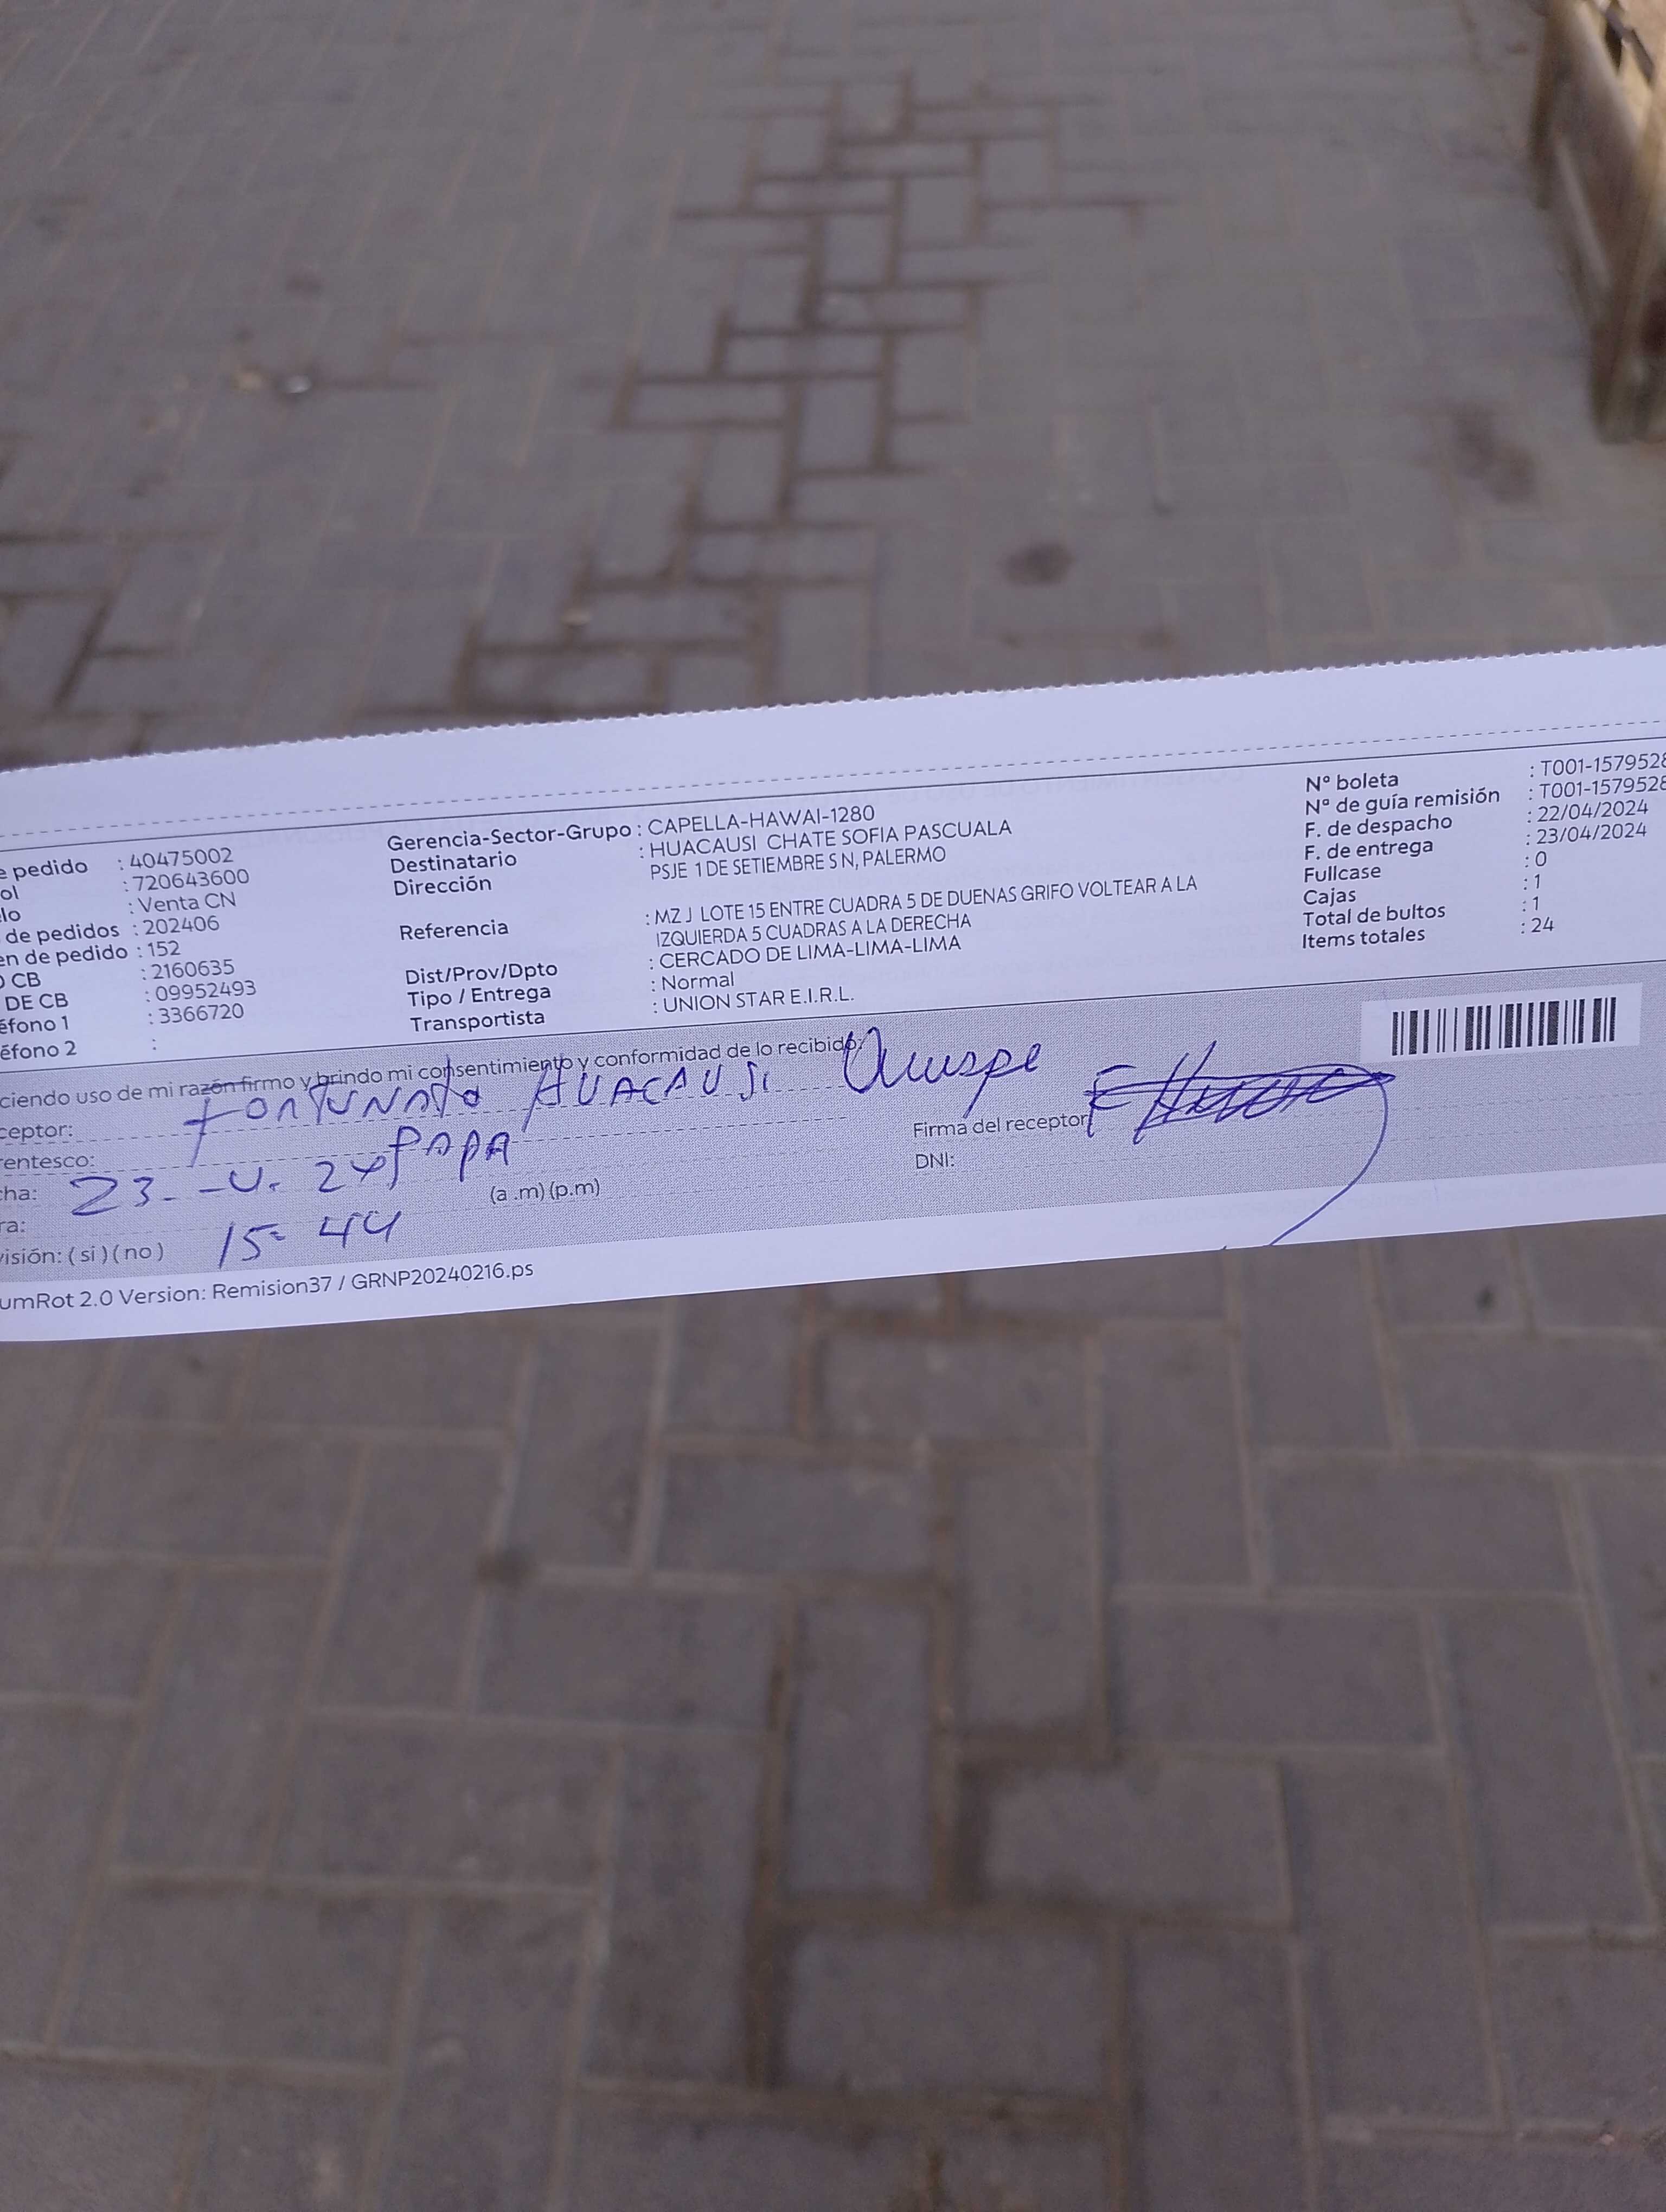 e pedido : 40475002
ol : 720643600
lo : Venta CN
de pedidos : 202406
en de pedido : 152
O CB : 2160635
DE CB : 09952493
éfono 1 : 3366720
éfono 2 :
Gerencia-Sector-Grupo : CAPELLA-HAWAI-1280
Destinatario : HUACAUSI CHATE SOFIA PASCUALA
Dirección PSJE 1 DE SETIEMBRE S N, PALERMO
Referencia : MZ J LOTE 15 ENTRE CUADRA 5 DE DUENAS GRIFO VOLTEAR A LA
IZQUIERDA 5 CUADRAS A LA DERECHA
Dist/Prov/Dpto : CERCADO DE LIMA-LIMA-LIMA
Tipo / Entrega : Normal
Transportista : UNION STAR E.I.R.L.
Nº boleta : T001-1579528
Nº de guía remisión : T001-1579528
F. de despacho : 22/04/2024
F. de entrega : 23/04/2024
Fullcase : 0
Cajas : 1
Total de bultos : 1
Items totales : 24
ciendo uso de mi razón firmo y brindo mi consentimiento y conformidad de lo recibido:
ceptor: Fortunato HUACAUSI Quispe
Firma del receptor
rentesco: PAPA
DNI:
cha: 23
ra: 15 44 (a .m) (p.m)
visión: ( si ) ( no )
umRot 2.0 Version: Remision37 / GRNP20240216.ps